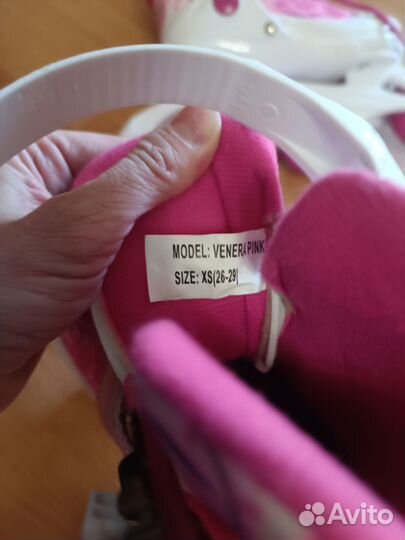 MODEL: VENERA PINK
SIZE: XS(26-29)
Avito